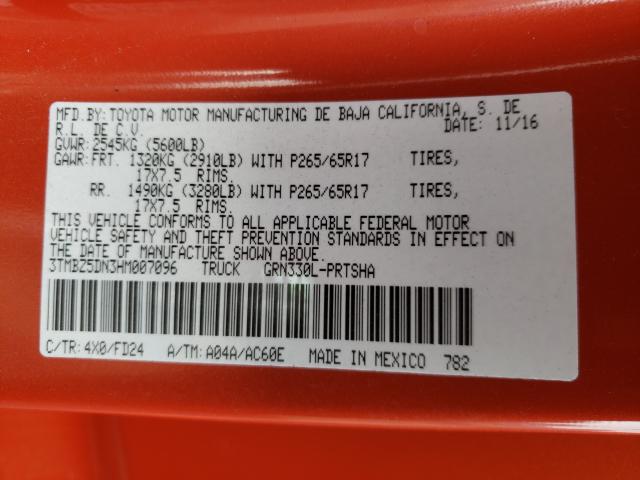 MFD.BY:TOYOTA MOTOR MANUFACTURING DE BAJA CALIFORNIA, S. DE
R.L. DE C.V. DATE: 11/16
GVWR:2545KG (5600LB)
GAWR:FRT. 1320KG (2910LB) WITH P265/65R17 TIRES,
17X7.5 RIMS.
RR. 1490KG (3280LB) WITH P265/65R17 TIRES,
17X7.5 RIMS.
THIS VEHICLE CONFORMS TO ALL APPLICABLE FEDERAL MOTOR
VEHICLE SAFETY AND THEFT PREVENTION STANDARDS IN EFFECT ON
THE DATE OF MANUFACTURE SHOWN ABOVE.
3TMBZ5DN3HM007096 TRUCK GRN330L-PRTSHA
C/TR:4X0/FD24 A/TM: A04A/AC60E MADE IN MEXICO 782